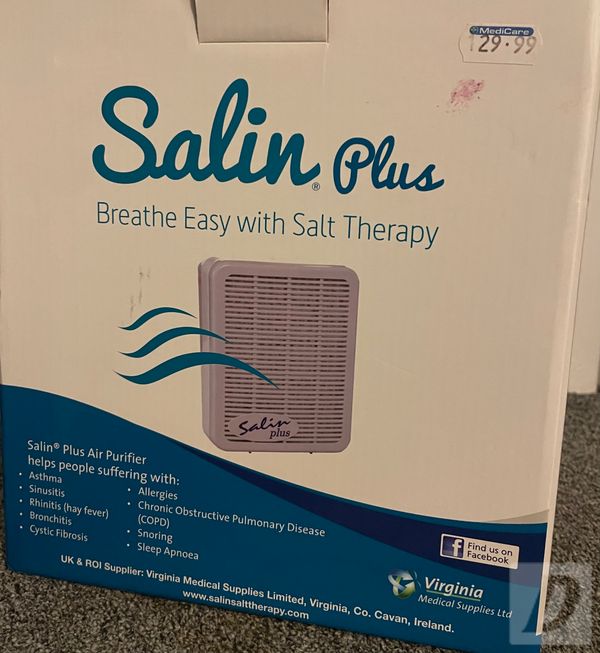 MediCare
129.99
Salin® Plus
Breathe Easy with Salt Therapy
Salin
plus
Salin® Plus Air Purifier
helps people suffering with:
• Asthma
• Sinusitis
• Rhinitis (hay fever)
• Bronchitis
• Cystic Fibrosis
• Allergies
• Chronic Obstructive Pulmonary Disease
(COPD)
• Snoring
• Sleep Apnoea
f Find us on
Facebook
Virginia
Medical Supplies Ltd
UK & ROI Supplier: Virginia Medical Supplies Limited, Virginia, Co. Cavan, Ireland.
www.salinsalttherapy.com